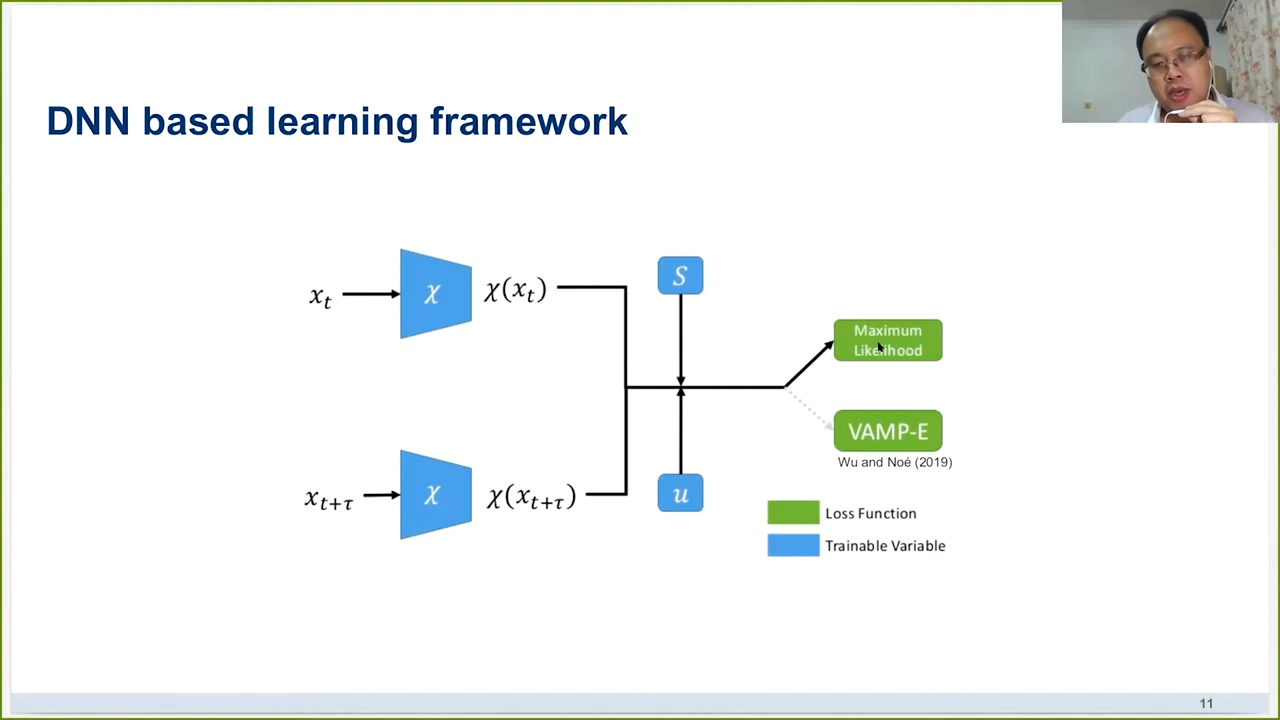 DNN based learning framework
x_t
χ
χ(x_t)
S
Maximum
Likelihood
VAMP-E
Wu and Noé (2019)
x_{t+τ}
χ
χ(x_{t+τ})
u
Loss Function
Trainable Variable
11